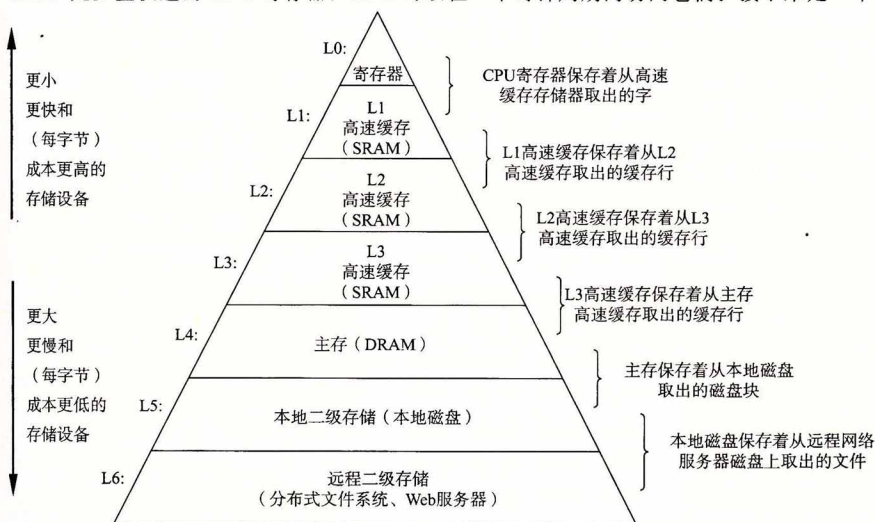 L0:
寄存器
CPU寄存器保存着从高速
缓存存储器取出的字
更小
更快和
（每字节）
成本更高的
存储设备
L1:
L1
高速缓存
（SRAM）
L1高速缓存保存着从L2
高速缓存取出的缓存行
L2:
L2
高速缓存
（SRAM）
L2高速缓存保存着从L3
高速缓存取出的缓存行
L3:
L3
高速缓存
（SRAM）
L3高速缓存保存着从主存
高速缓存取出的缓存行
更大
更慢和
（每字节）
成本更低的
存储设备
L4:
主存（DRAM）
主存保存着从本地磁盘
取出的磁盘块
L5:
本地二级存储（本地磁盘）
本地磁盘保存着从远程网络
服务器磁盘上取出的文件
L6:
远程二级存储
（分布式文件系统、Web服务器）